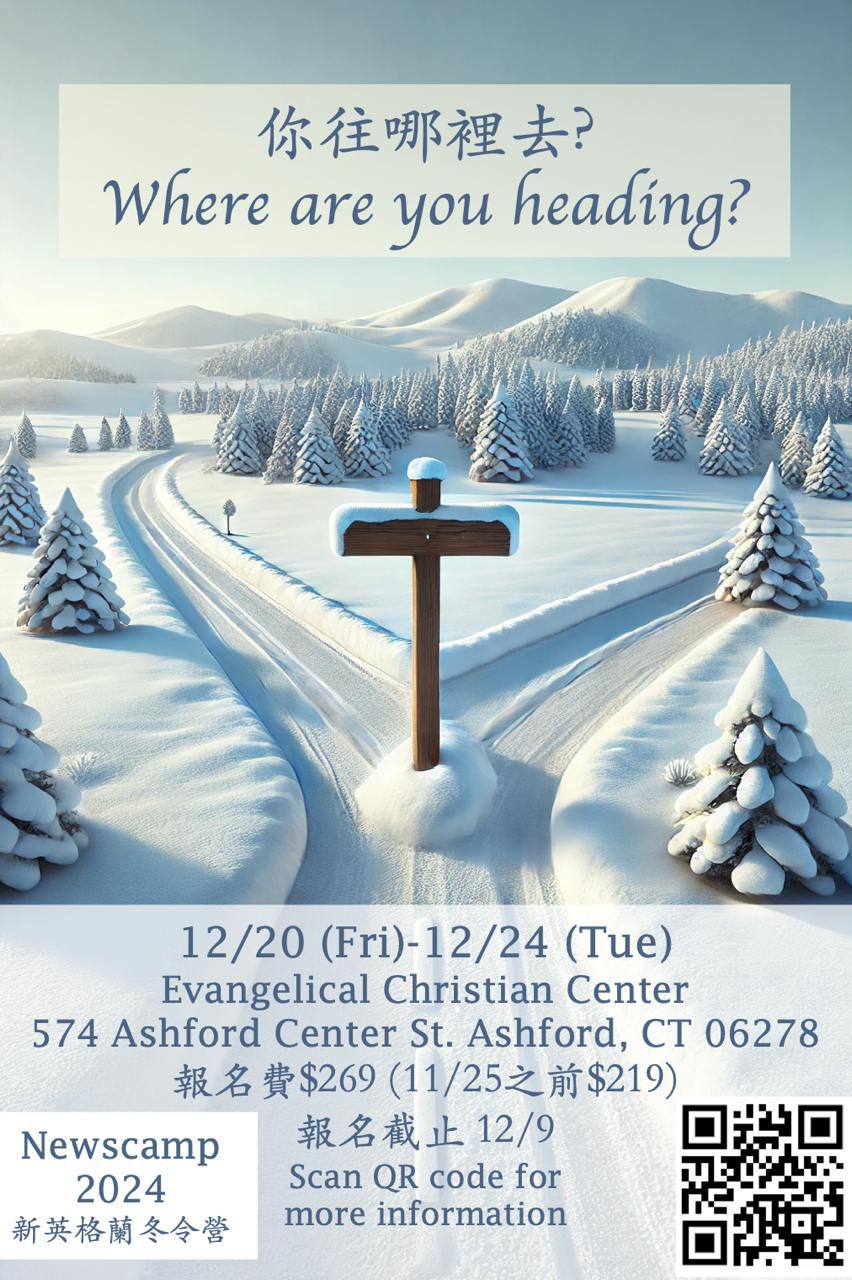 你往哪裡去?
Where are you heading?
12/20 (Fri)-12/24 (Tue)
Evangelical Christian Center
574 Ashford Center St. Ashford, CT 06278
報名費$269 (11/25之前$219)
報名截止 12/9
Scan QR code for
more information
Newscamp
2024
新英格蘭冬令營